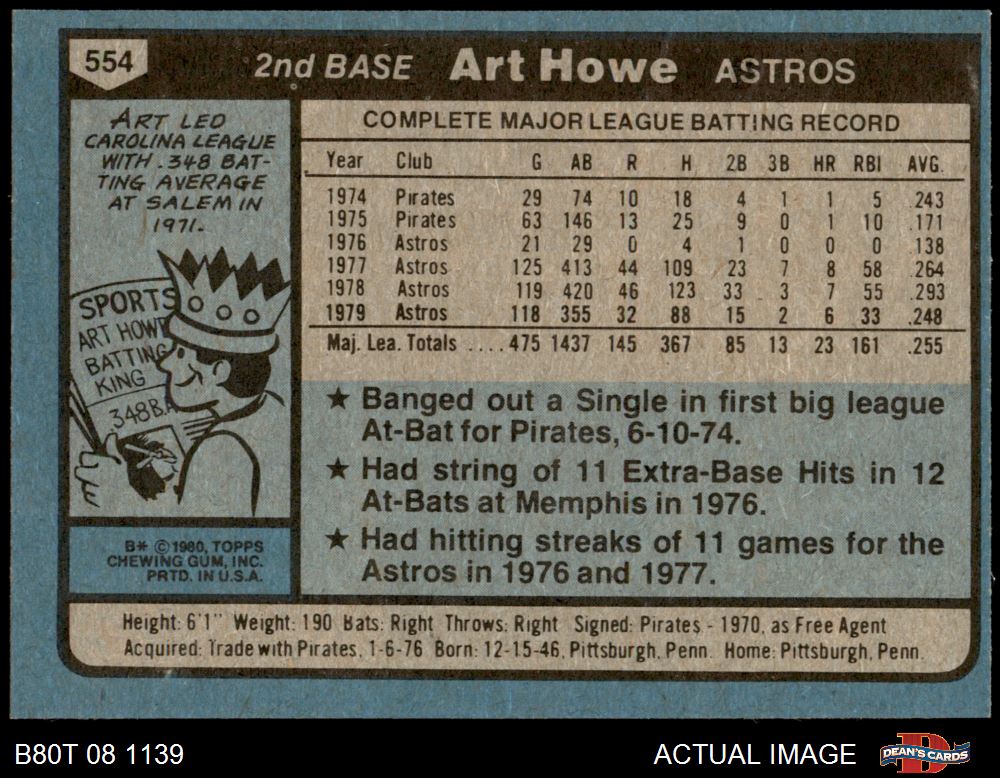 554
2nd BASE Art Howe ASTROS
ART LED
CAROLINA LEAGUE
WITH .348 BAT-
TING AVERAGE
AT SALEM IN
1971.
SPORTS
ART HOWE
BATTING
KING
.348 B.A.
B* © 1980, TOPPS
CHEWING GUM, INC.
PRTD. IN U.S.A.
COMPLETE MAJOR LEAGUE BATTING RECORD
Year Club G AB R H 2B 3B HR RBI AVG.
1974 Pirates 29 74 10 18 4 1 1 5 .243
1975 Pirates 63 146 13 25 9 0 1 10 .171
1976 Astros 21 29 0 4 1 0 0 0 .138
1977 Astros 125 413 44 109 23 7 8 58 .264
1978 Astros 119 420 46 123 33 3 7 55 .293
1979 Astros 118 355 32 88 15 2 6 33 .248
Maj. Lea. Totals .... 475 1437 145 367 85 13 23 161 .255
★ Banged out a Single in first big league
At-Bat for Pirates, 6-10-74.
★ Had string of 11 Extra-Base Hits in 12
At-Bats at Memphis in 1976.
★ Had hitting streaks of 11 games for the
Astros in 1976 and 1977.
Height: 6'1" Weight: 190 Bats: Right Throws: Right Signed: Pirates - 1970, as Free Agent
Acquired: Trade with Pirates, 1-6-76 Born: 12-15-46, Pittsburgh, Penn. Home: Pittsburgh, Penn.
B80T 08 1139
ACTUAL IMAGE
DEAN'S CARDS